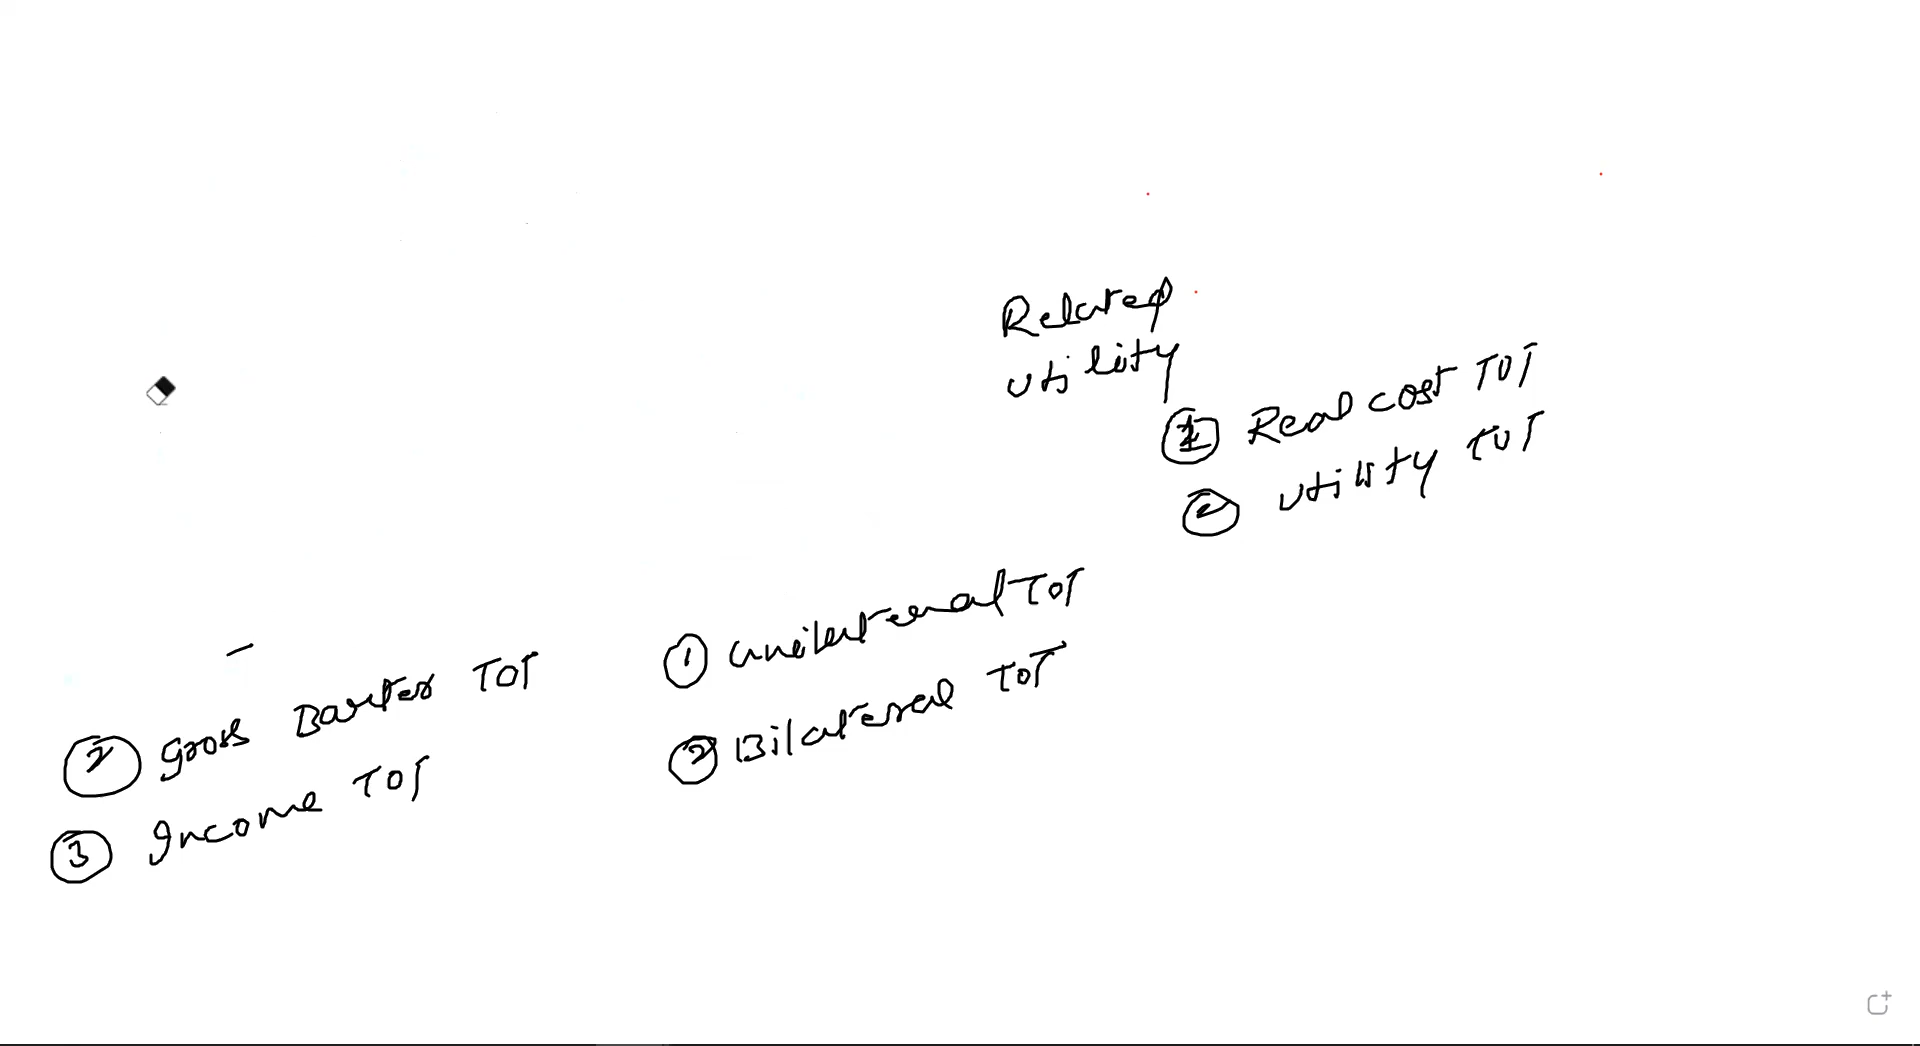 Related
utility
① Real cost TOT
② utility TOT
① unilateral TOT
② Bilateral TOT
② Gross Barter TOT
③ Income TOT